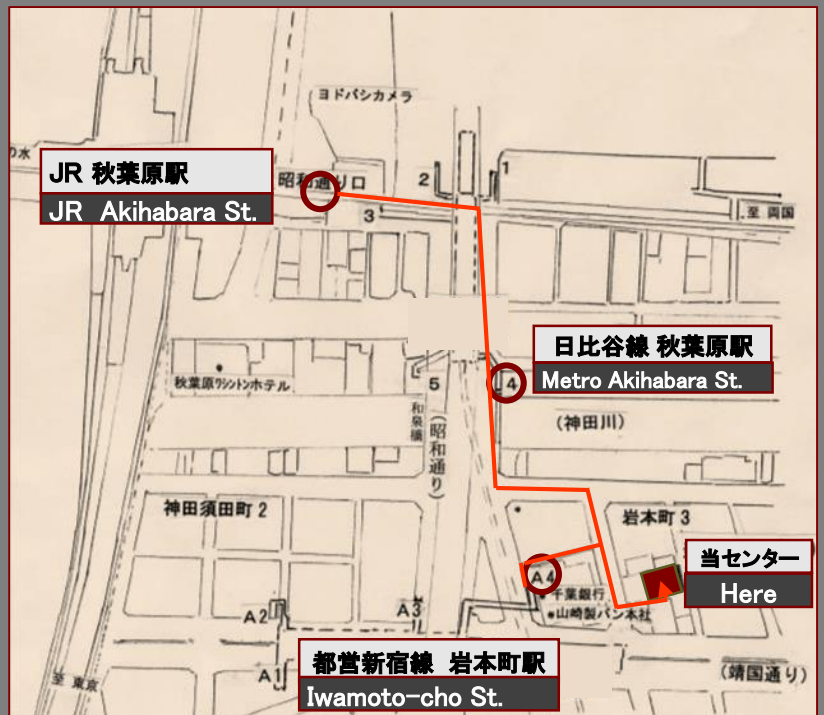 ヨドバシカメラ
の水
JR 秋葉原駅
JR Akihabara St.
昭和通り口
2
1
3
至 両国
日比谷線 秋葉原駅
Metro Akihabara St.
秋葉原ワシントンホテル
5
4
和泉橋
(昭和通り)
(神田川)
神田須田町 2
岩本町 3
当センター
Here
A4
千葉銀行
山崎製パン本社
A2
A3
A1
都営新宿線 岩本町駅
Iwamoto-cho St.
(靖国通り)
至 東京